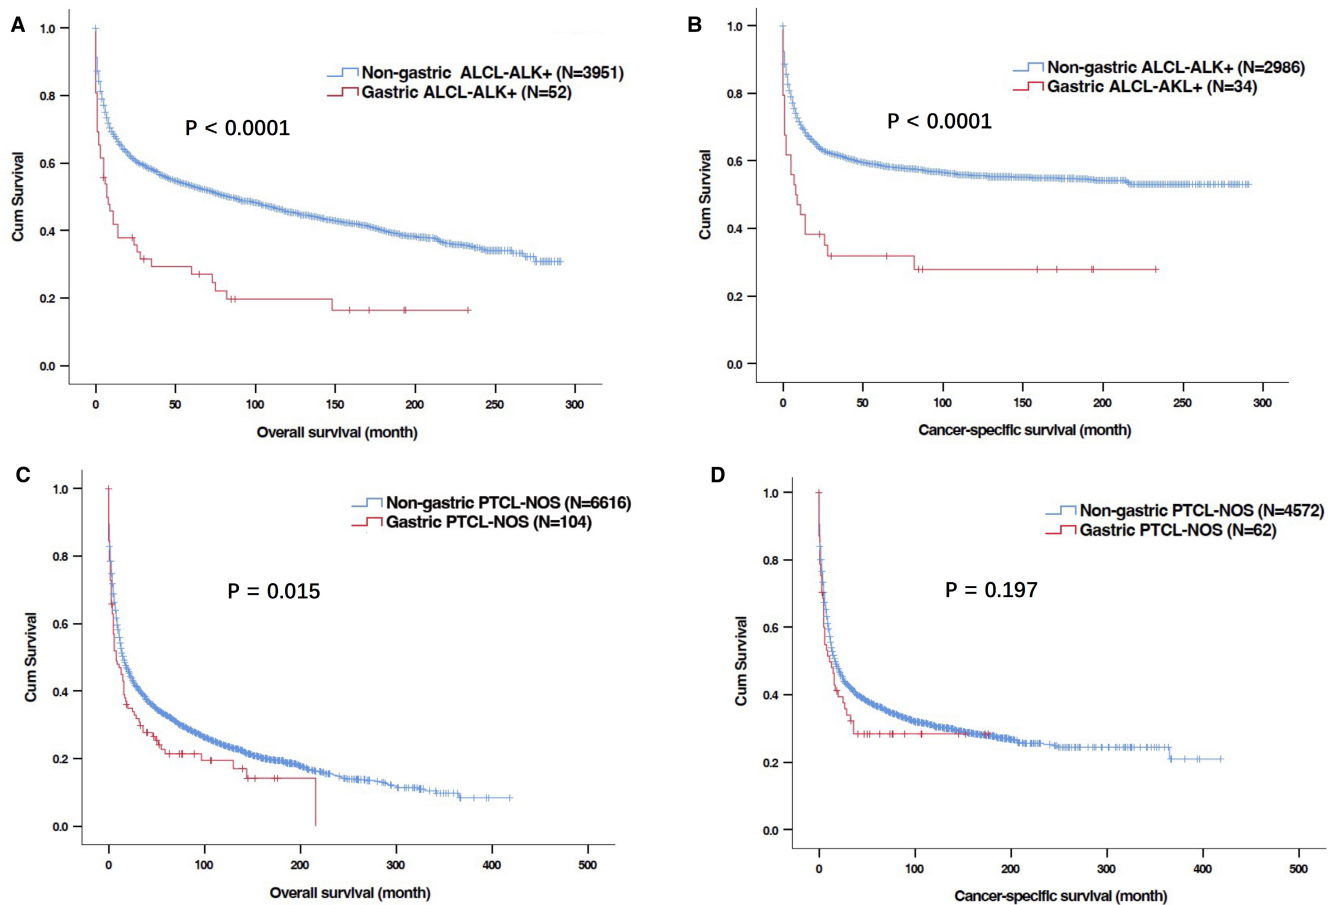 A
Non-gastric ALCL-ALK+ (N=3951)
Gastric ALCL-ALK+ (N=52)
P < 0.0001
Cum Survival
1.0
0.8
0.6
0.4
0.2
0.0
0 50 100 150 200 250 300
Overall survival (month)
B
Non-gastric ALCL-ALK+ (N=2986)
Gastric ALCL-AKL+ (N=34)
P < 0.0001
Cum Survival
1.0
0.8
0.6
0.4
0.2
0.0
0 50 100 150 200 250 300
Cancer-specific survival (month)
C
Non-gastric PTCL-NOS (N=6616)
Gastric PTCL-NOS (N=104)
P = 0.015
Cum Survival
1.0
0.8
0.6
0.4
0.2
0.0
0 100 200 300 400 500
Overall survival (month)
D
Non-gastric PTCL-NOS (N=4572)
Gastric PTCL-NOS (N=62)
P = 0.197
Cum Survival
1.0
0.8
0.6
0.4
0.2
0.0
0 100 200 300 400 500
Cancer-specific survival (month)